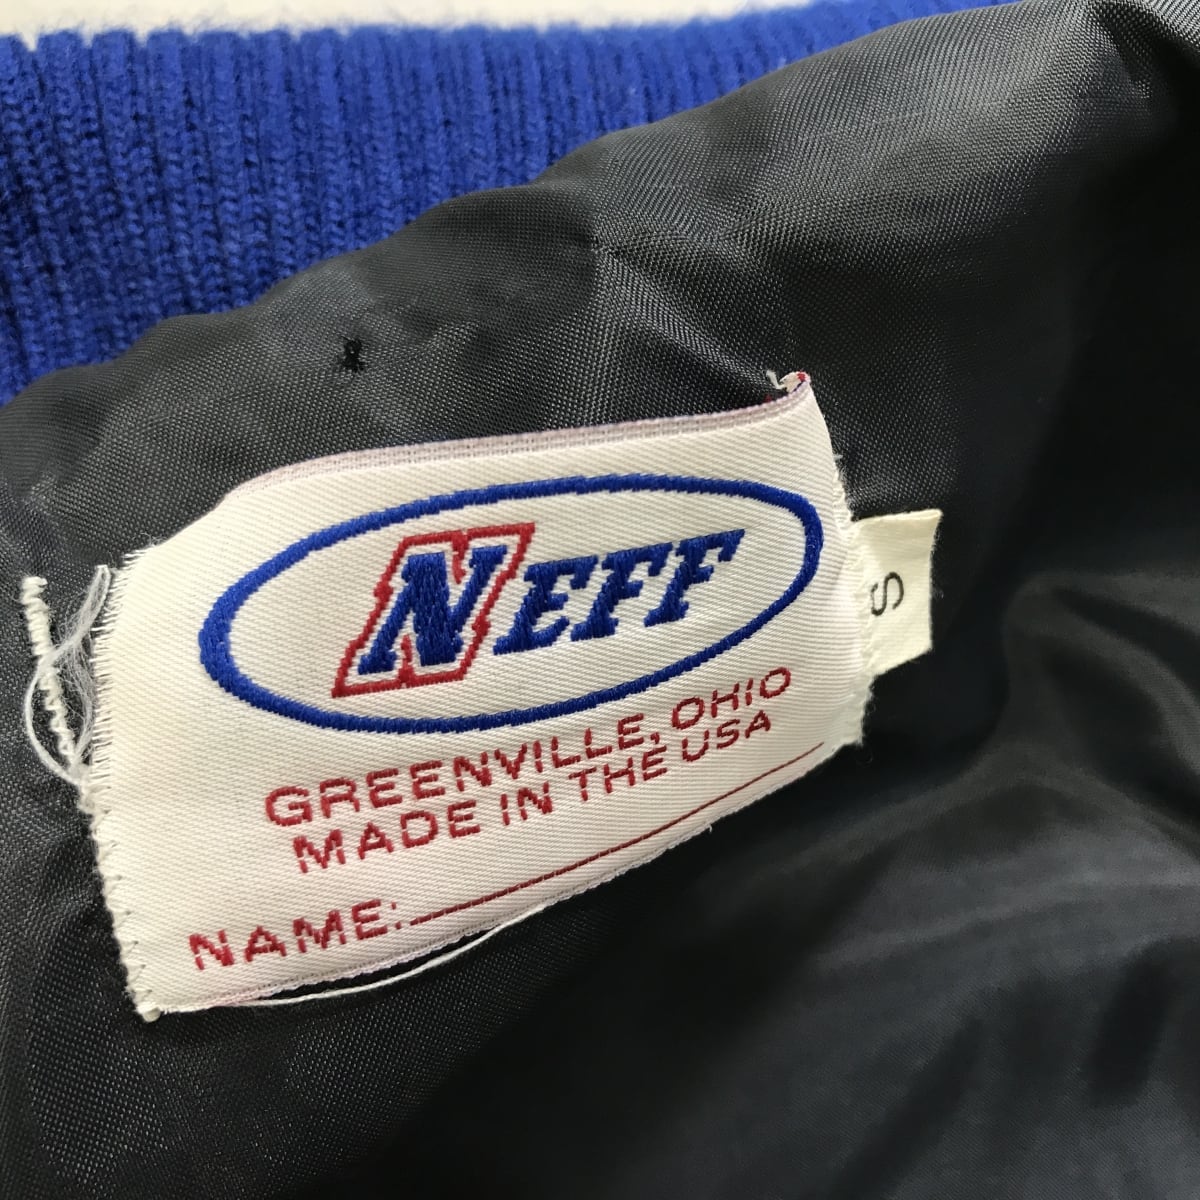 NEFF
GREENVILLE, OHIO
MADE IN THE USA
NAME:
S